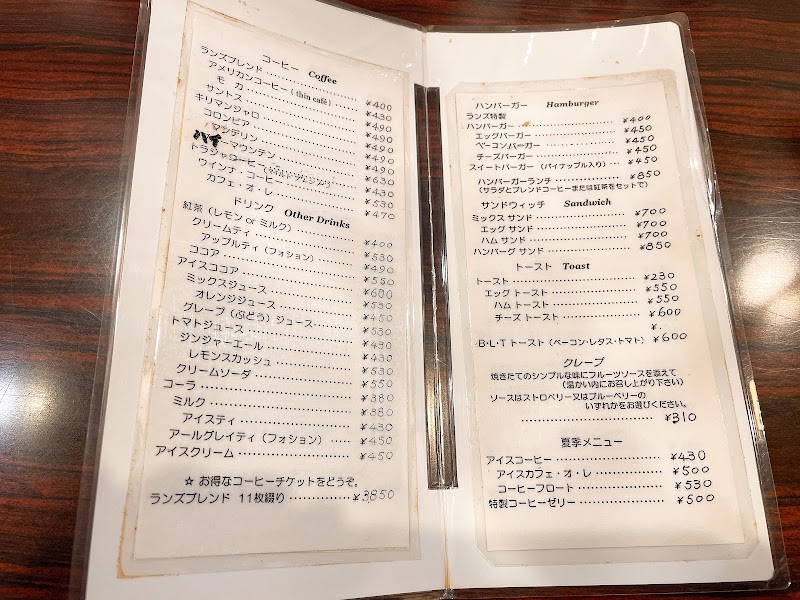 コーヒー Coffee
ランズブレンド ¥400
アメリカンコーヒー( thin café ) ¥430
モ カ ¥490
サントス ¥490
キリマンジャロ ¥490
コロンビア ¥490
マンデリン ¥490
ハイーマウンテン
トラジャコーヒー
ウインナ・コーヒー
カフェ・オ・レ ¥470
ドリンク Other Drinks
紅茶(レモン or ミルク) ¥400
クリームティ ¥530
アップルティ(フォション) ¥490
ココア ¥550
アイスココア ¥600
ミックスジュース ¥530
オレンジジュース ¥450
グレープ(ぶどう)ジュース ¥530
トマトジュース ¥430
ジンジャーエール ¥430
レモンスカッシュ ¥530
クリームソーダ ¥550
コーラ ¥380
ミルク ¥380
アイスティ ¥430
アールグレイティ(フォション) ¥450
アイスクリーム ¥450
☆ お得なコーヒーチケットをどうぞ。
ランズブレンド 11枚綴り ¥3850
ハンバーガー Hamburger
ランズ特製
ハンバーガー ¥400
エッグバーガー ¥450
ベーコンバーガー ¥450
チーズバーガー ¥450
スイートバーガー(パイナップル入り) ¥450
ハンバーガーランチ ¥850
(サラダとブレンドコーヒーまたは紅茶をセットで)
サンドウィッチ Sandwich
ミックス サンド ¥700
エッグ サンド ¥700
ハム サンド ¥700
ハンバーグ サンド ¥850
トースト Toast
トースト ¥230
エッグ トースト ¥550
ハム トースト ¥550
チーズ トースト ¥600
¥.
・B・L・T トースト(ベーコン・レタス・トマト) ¥600
クレープ
焼きたてのシンプルな味にフルーツソースを添えて
(温かい内にお召し上がり下さい)
ソースはストロベリー又はブルーベリーの
いずれかをお選びください。
¥310
夏季メニュー
アイスコーヒー ¥430
アイスカフェ・オ・レ ¥500
コーヒーフロート ¥530
特製コーヒーゼリー ¥500